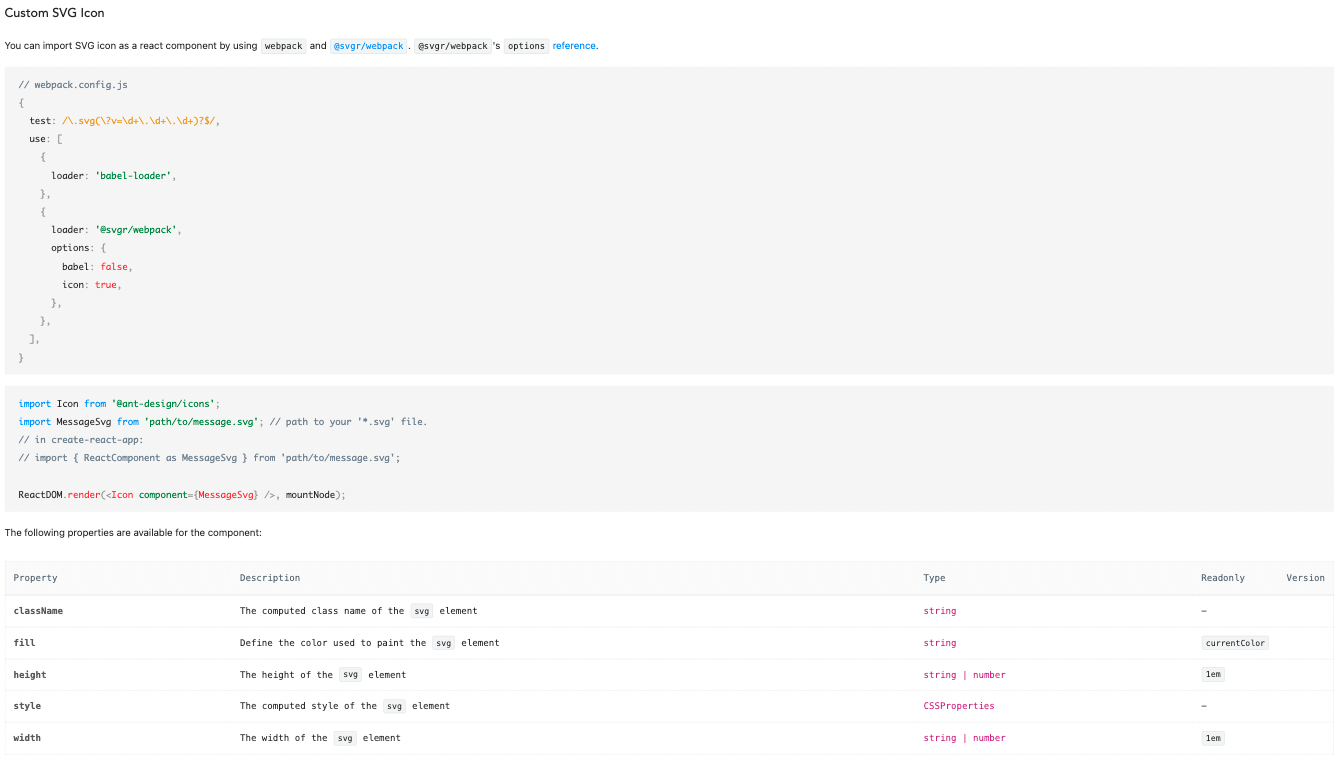 Custom SVG Icon
You can import SVG icon as a react component by using webpack and @svgr/webpack . @svgr/webpack 's options reference.
// webpack.config.js
{
  test: /\.svg(\?v=\d+\.\d+\.\d+)?$/,
  use: [
    {
      loader: 'babel-loader',
    },
    {
      loader: '@svgr/webpack',
      options: {
        babel: false,
        icon: true,
      },
    },
  ],
}
import Icon from '@ant-design/icons';
import MessageSvg from 'path/to/message.svg'; // path to your '*.svg' file.
// in create-react-app:
// import { ReactComponent as MessageSvg } from 'path/to/message.svg';
ReactDOM.render(<Icon component={MessageSvg} />, mountNode);
The following properties are available for the component:
Property Description Type Readonly Version
className The computed class name of the svg element string –
fill Define the color used to paint the svg element string currentColor
height The height of the svg element string | number 1em
style The computed style of the svg element CSSProperties –
width The width of the svg element string | number 1em